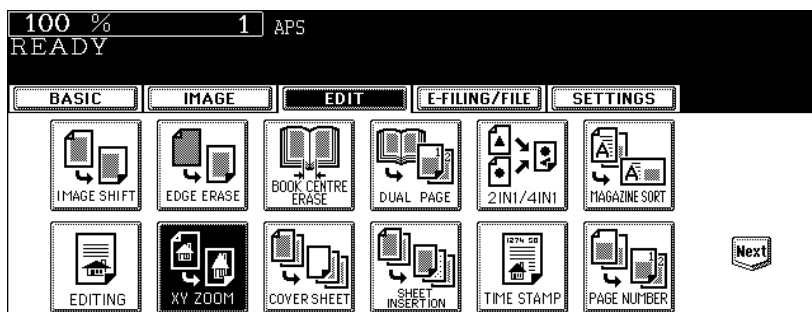 100 % 1 APS
READY
BASIC IMAGE EDIT E-FILING/FILE SETTINGS
IMAGE SHIFT
EDGE ERASE
BOOK CENTRE
ERASE
DUAL PAGE
2IN1/4IN1
MAGAZINE SORT
EDITING
XY ZOOM
COVER SHEET
SHEET
INSERTION
TIME STAMP
PAGE NUMBER
Next